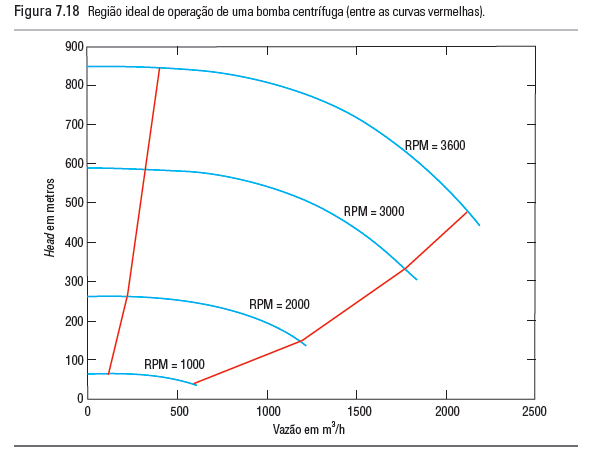 Figura 7.18 Região ideal de operação de uma bomba centrífuga (entre as curvas vermelhas).
900
800
700
600
500
400
300
200
100
0
Head em metros
RPM = 3600
RPM = 3000
RPM = 2000
RPM = 1000
0 500 1000 1500 2000 2500
Vazão em m³/h